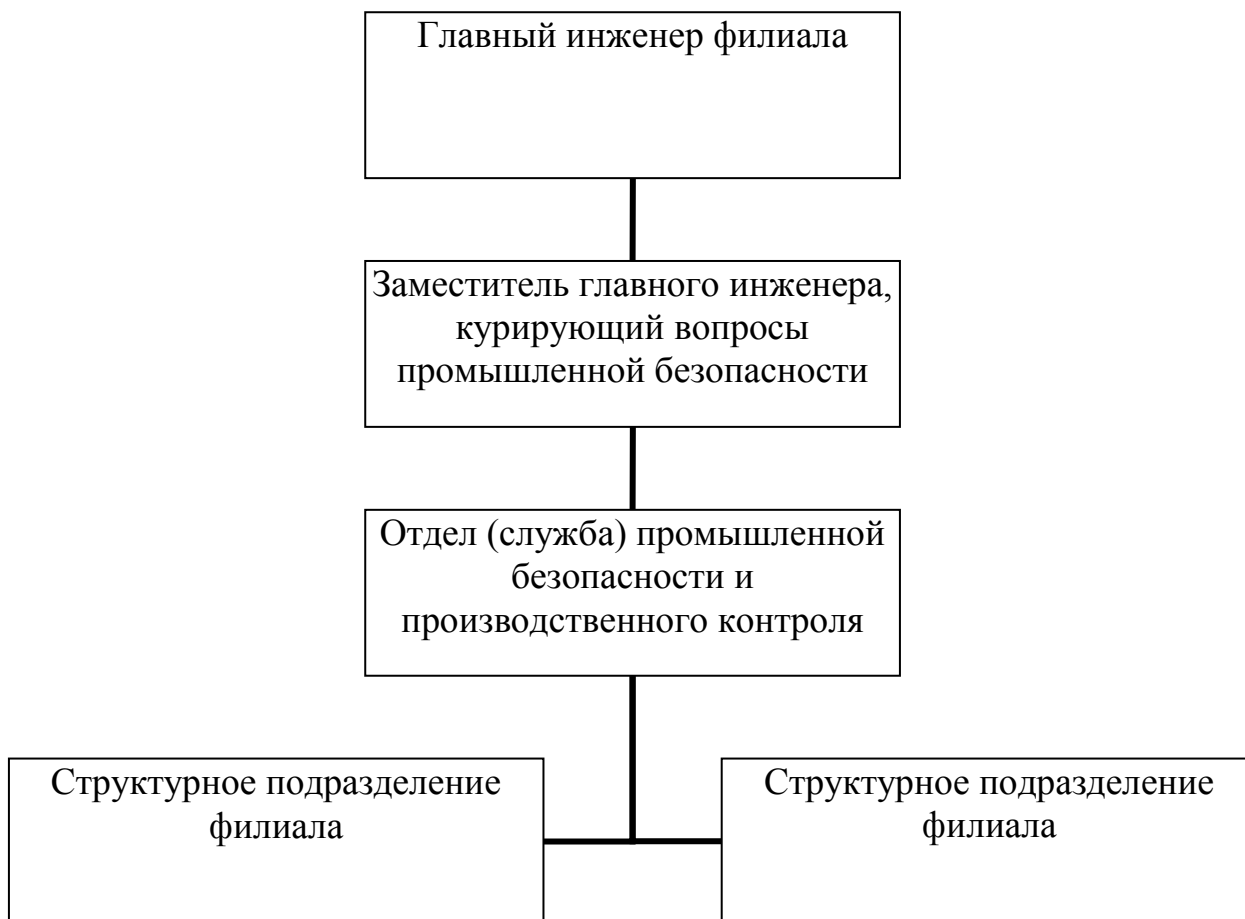 Главный инженер филиала
Заместитель главного инженера,
курирующий вопросы
промышленной безопасности
Отдел (служба) промышленной
безопасности и
производственного контроля
Структурное подразделение
филиала
Структурное подразделение
филиала